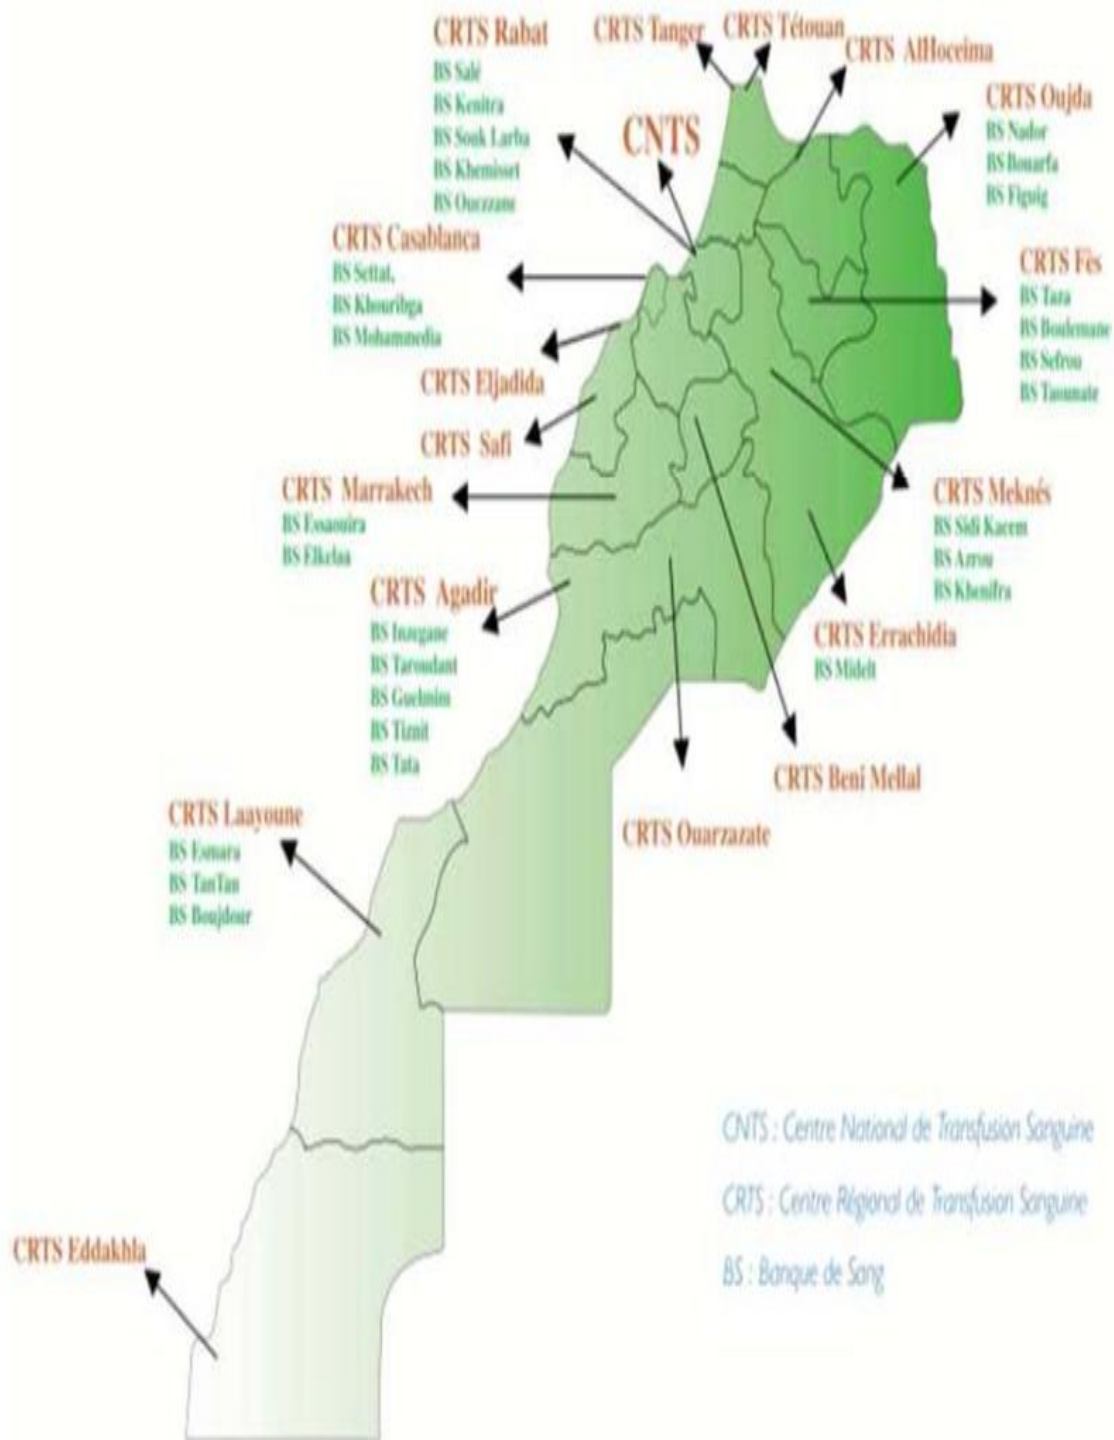 CRTS Rabat
BS Salé
BS Kenitra
BS Souk Larba
BS Khemisset
BS Ouezzane
CRTS Tanger
CRTS Tétouan
CRTS AlHoceima
CNTS
CRTS Oujda
BS Nador
BS Bouarfa
BS Figuig
CRTS Casablanca
BS Settat,
BS Khouribga
BS Mohammedia
CRTS Fès
BS Taza
BS Boulemane
BS Sefrou
BS Taounate
CRTS Eljadida
CRTS Safi
CRTS Marrakech
BS Essaouira
BS Elkelaa
CRTS Meknés
BS Sidi Kacem
BS Azrou
BS Khenifra
CRTS Agadir
BS Inzegane
BS Taroudant
BS Guelmim
BS Tiznit
BS Tata
CRTS Errachidia
BS Midelt
CRTS Beni Mellal
CRTS Ouarzazate
CRTS Laayoune
BS Esmara
BS TanTan
BS Boujdour
CNTS : Centre National de Transfusion Sanguine
CRTS : Centre Régional de Transfusion Sanguine
BS : Banque de Sang
CRTS Eddakhla